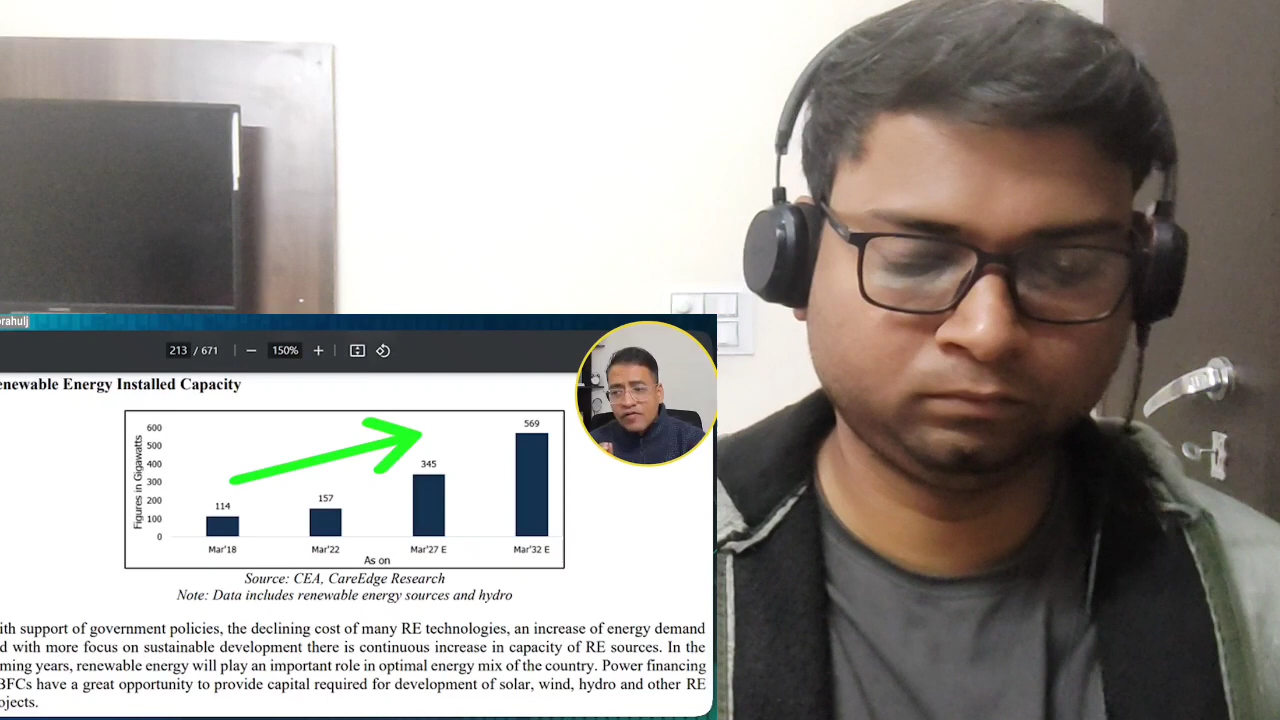 orahulj
213 / 671 — 150% +
enewable Energy Installed Capacity
Figures in Gigawatts
600
500
400
300
200
100
0
114
157
345
569
Mar'18 Mar'22 Mar'27 E Mar'32 E
As on
Source: CEA, CareEdge Research
Note: Data includes renewable energy sources and hydro
ith support of government policies, the declining cost of many RE technologies, an increase of energy demand
d with more focus on sustainable development there is continuous increase in capacity of RE sources. In the
ming years, renewable energy will play an important role in optimal energy mix of the country. Power financing
BFCs have a great opportunity to provide capital required for development of solar, wind, hydro and other RE
ojects.